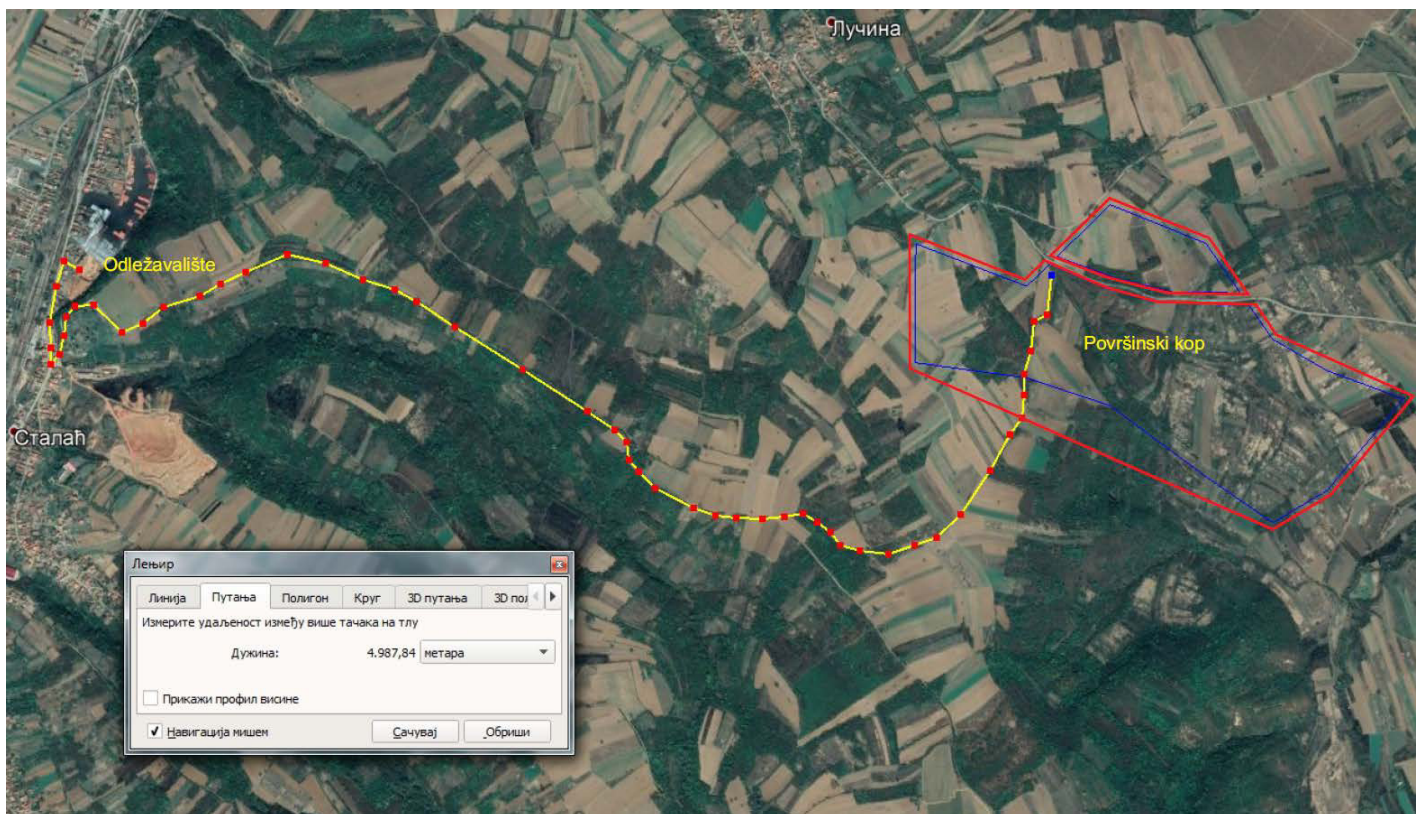 Лучина
Odležavalište
Površinski kop
Сталаћ
Лењир
Линија Путања Полигон Круг 3D путања 3D пол
Измерите удаљеност између више тачака на тлу
Дужина: 4.987,84 метара
Прикажи профил висине
Навигација мишем Сачувај Обриши